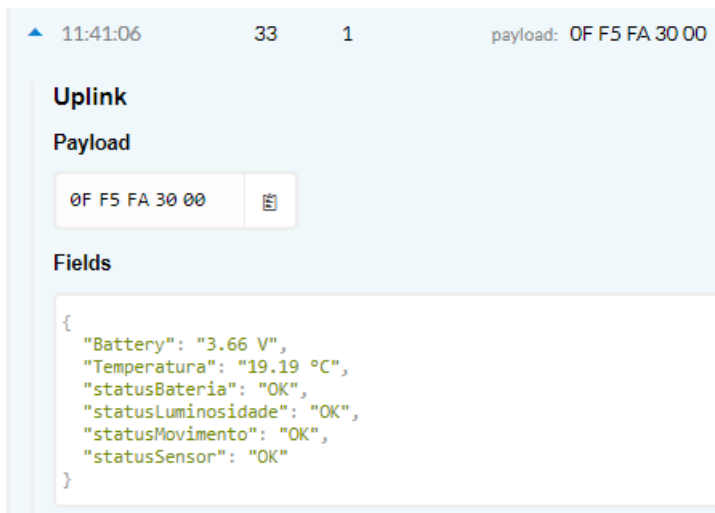 11:41:06 33 1 payload: 0F F5 FA 30 00
Uplink
Payload
0F F5 FA 30 00
Fields
{
"Battery": "3.66 V",
"Temperatura": "19.19 ºC",
"statusBateria": "OK",
"statusLuminosidade": "OK",
"statusMovimento": "OK",
"statusSensor": "OK"
}